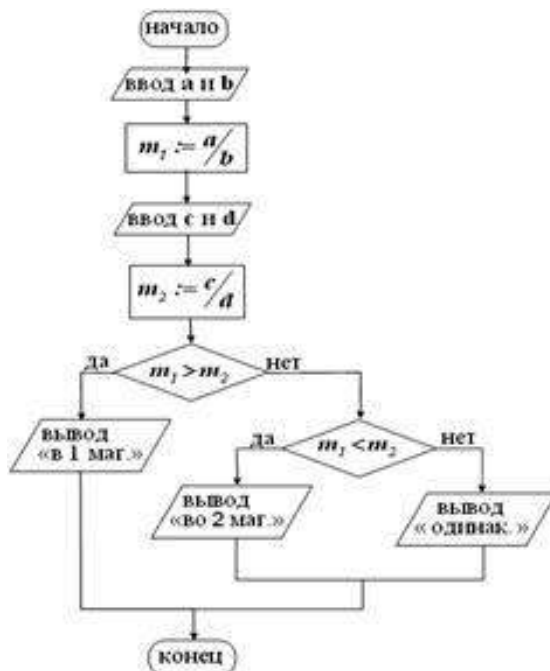 начало
ввод a и b
m₁ := a/b
ввод c и d
m₂ := c/d
да
m₁ > m₂
нет
вывод
«в 1 маг.»
да
m₁ < m₂
нет
вывод
«во 2 маг.»
вывод
« одинак. »
конец